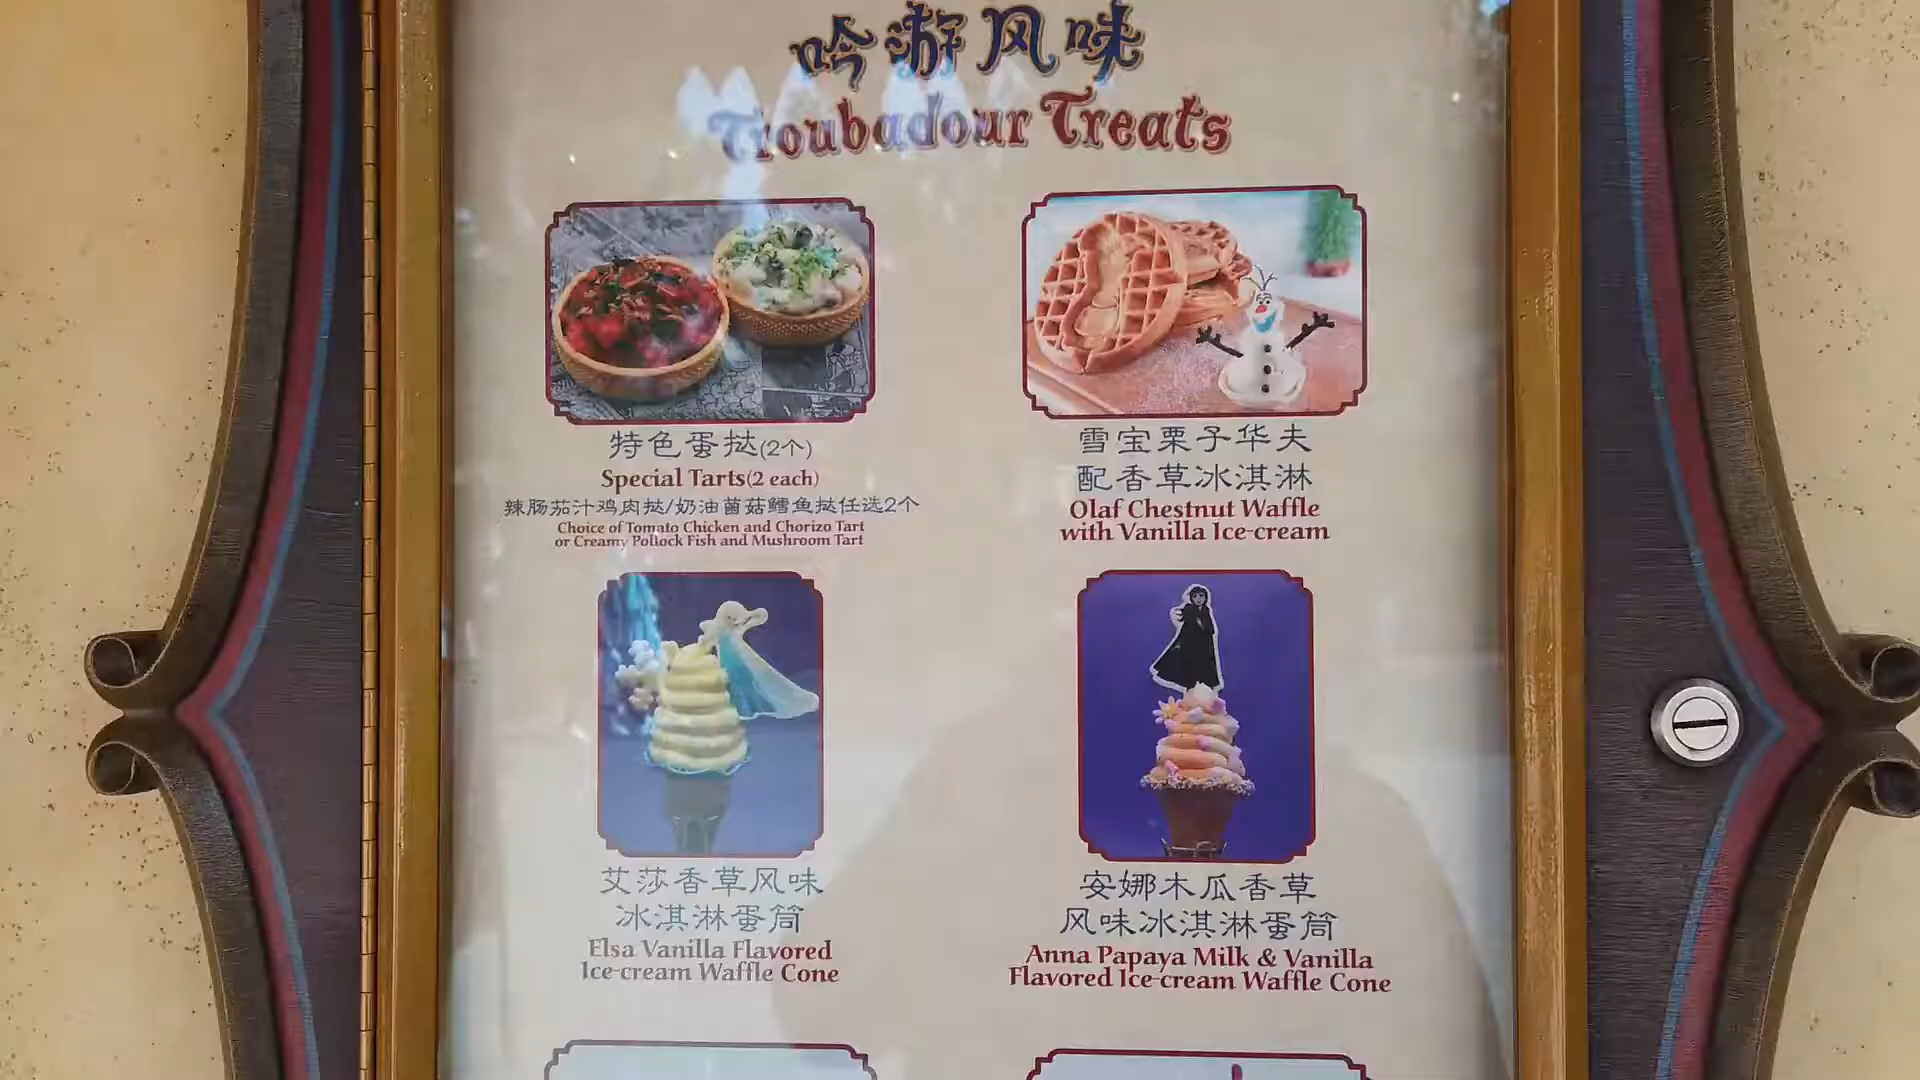 吟游风味
Troubadour Treats
特色蛋挞(2个)
Special Tarts(2 each)
辣肠茄汁鸡肉挞/奶油菌菇鳕鱼挞任选2个
Choice of Tomato Chicken and Chorizo Tart
or Creamy Pollock Fish and Mushroom Tart
雪宝栗子华夫
配香草冰淇淋
Olaf Chestnut Waffle
with Vanilla Ice-cream
艾莎香草风味
冰淇淋蛋筒
Elsa Vanilla Flavored
Ice-cream Waffle Cone
安娜木瓜香草
风味冰淇淋蛋筒
Anna Papaya Milk & Vanilla
Flavored Ice-cream Waffle Cone